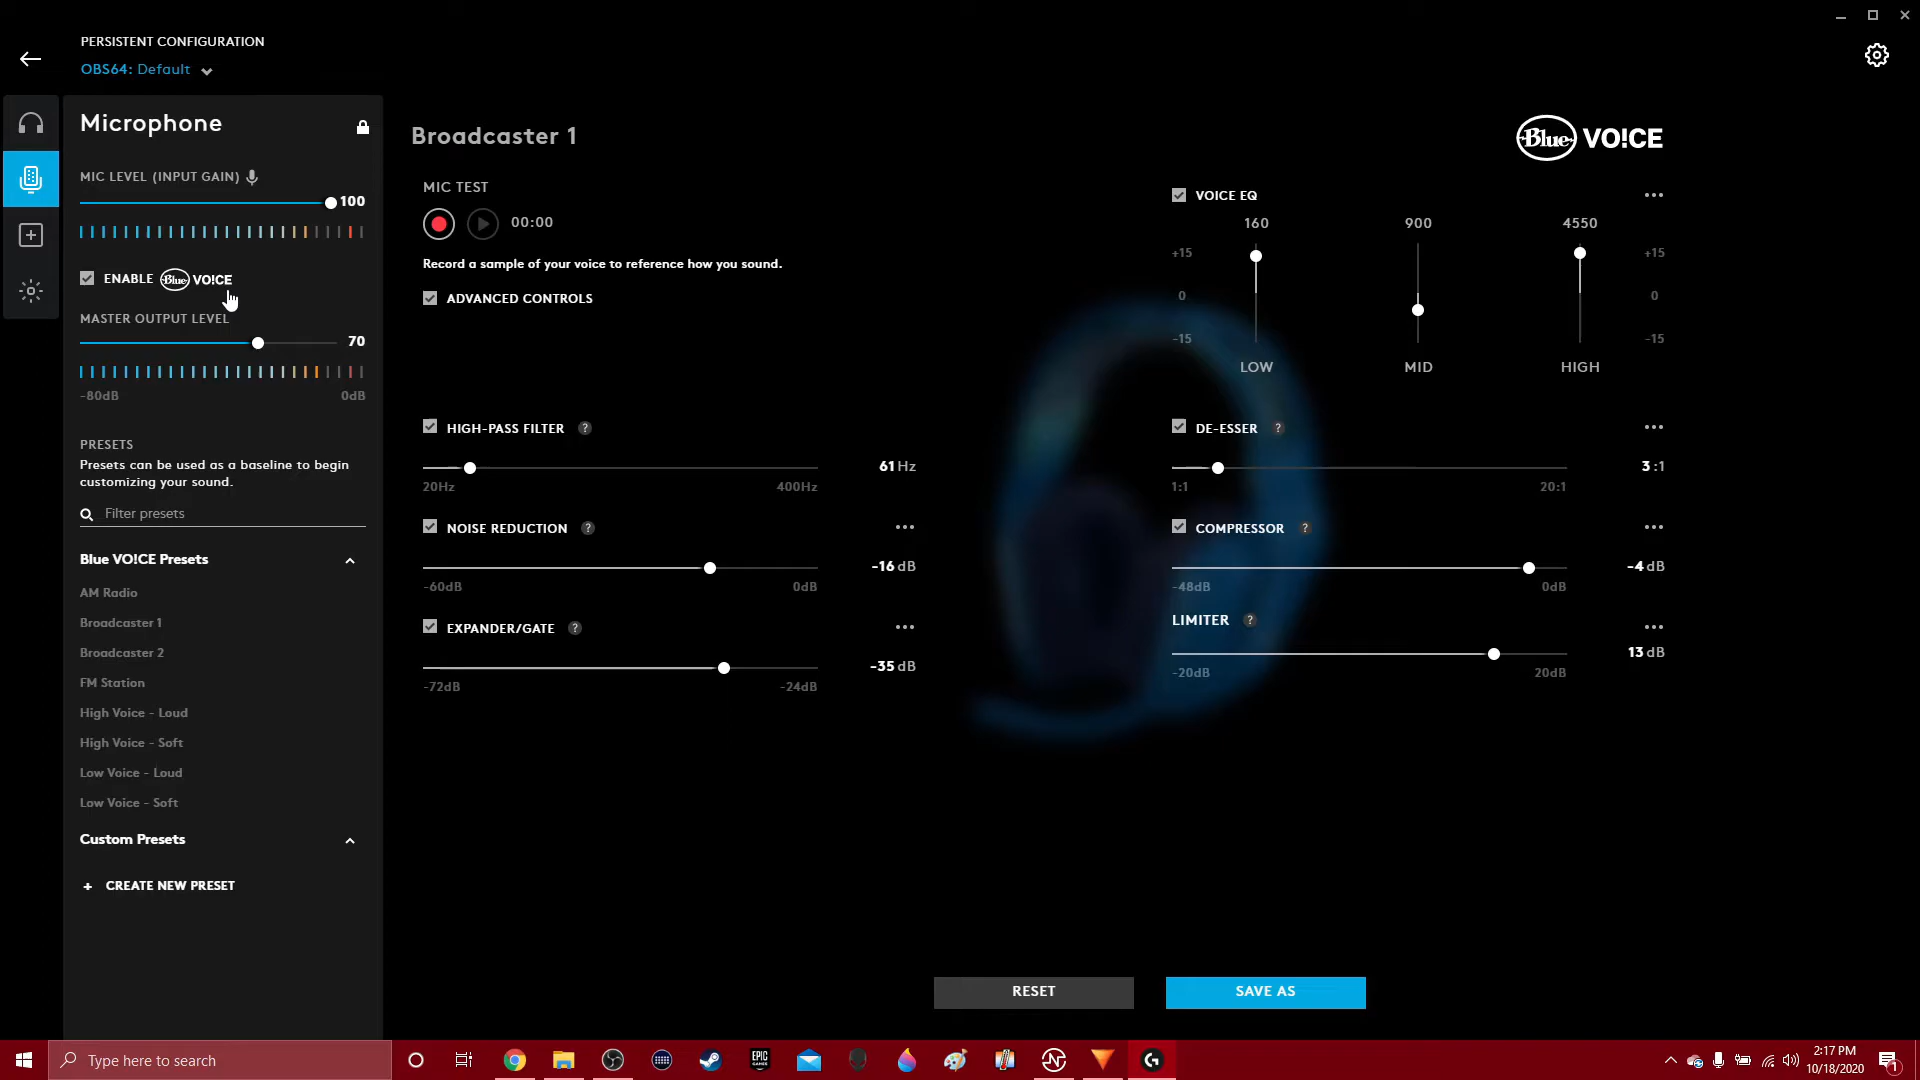 PERSISTENT CONFIGURATION
OBS64: Default
Microphone
MIC LEVEL (INPUT GAIN)
100
ENABLE Blue VO!CE
MASTER OUTPUT LEVEL
70
-80dB 0dB
PRESETS
Presets can be used as a baseline to begin
customizing your sound.
Filter presets
Blue VO!CE Presets
AM Radio
Broadcaster 1
Broadcaster 2
FM Station
High Voice - Loud
High Voice - Soft
Low Voice - Loud
Low Voice - Soft
Custom Presets
+ CREATE NEW PRESET
Broadcaster 1
Blue VO!CE
MIC TEST
00:00
Record a sample of your voice to reference how you sound.
ADVANCED CONTROLS
HIGH-PASS FILTER ?
61 Hz
20Hz 400Hz
NOISE REDUCTION ?
-16 dB
-60dB 0dB
EXPANDER/GATE ?
-35 dB
-72dB -24dB
VOICE EQ
160 900 4550
+15 +15
0 0
-15 -15
LOW MID HIGH
DE-ESSER ?
3 :1
1:1 20:1
COMPRESSOR ?
-4 dB
-48dB 0dB
LIMITER ?
13 dB
-20dB 20dB
RESET SAVE AS
Type here to search
EPIC GAMES
2:17 PM
10/18/2020
1